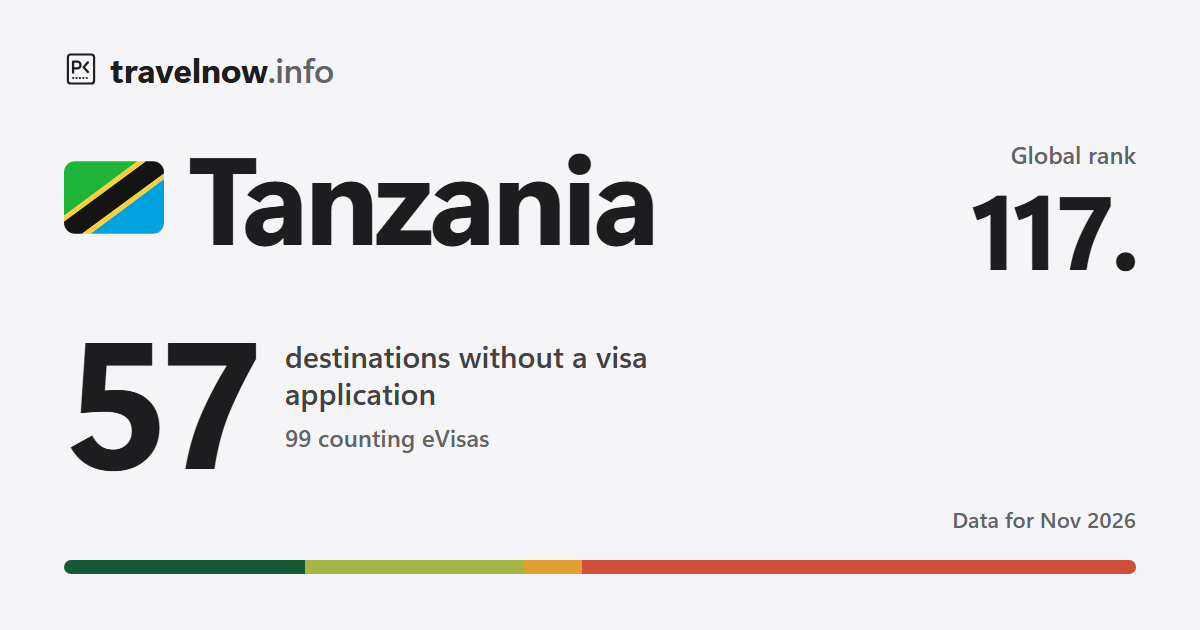 travelnow.info
Tanzania
Global rank
117.
57
destinations without a visa
application
99 counting eVisas
Data for Nov 2026